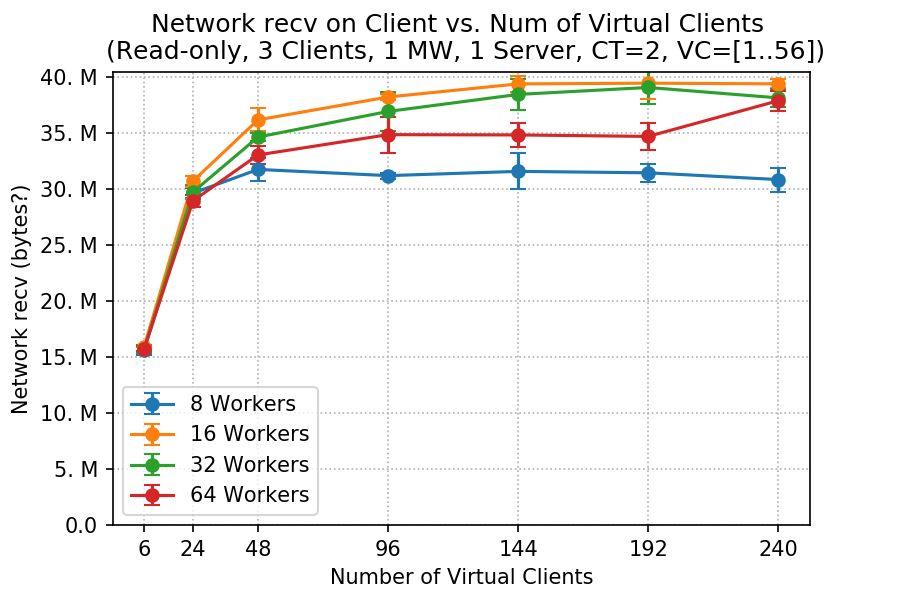 Network recv on Client vs. Num of Virtual Clients
(Read-only, 3 Clients, 1 MW, 1 Server, CT=2, VC=[1..56])
Network recv (bytes?)
40. M
35. M
30. M
25. M
20. M
15. M
10. M
5. M
0.0
8 Workers
16 Workers
32 Workers
64 Workers
6 24 48 96 144 192 240
Number of Virtual Clients